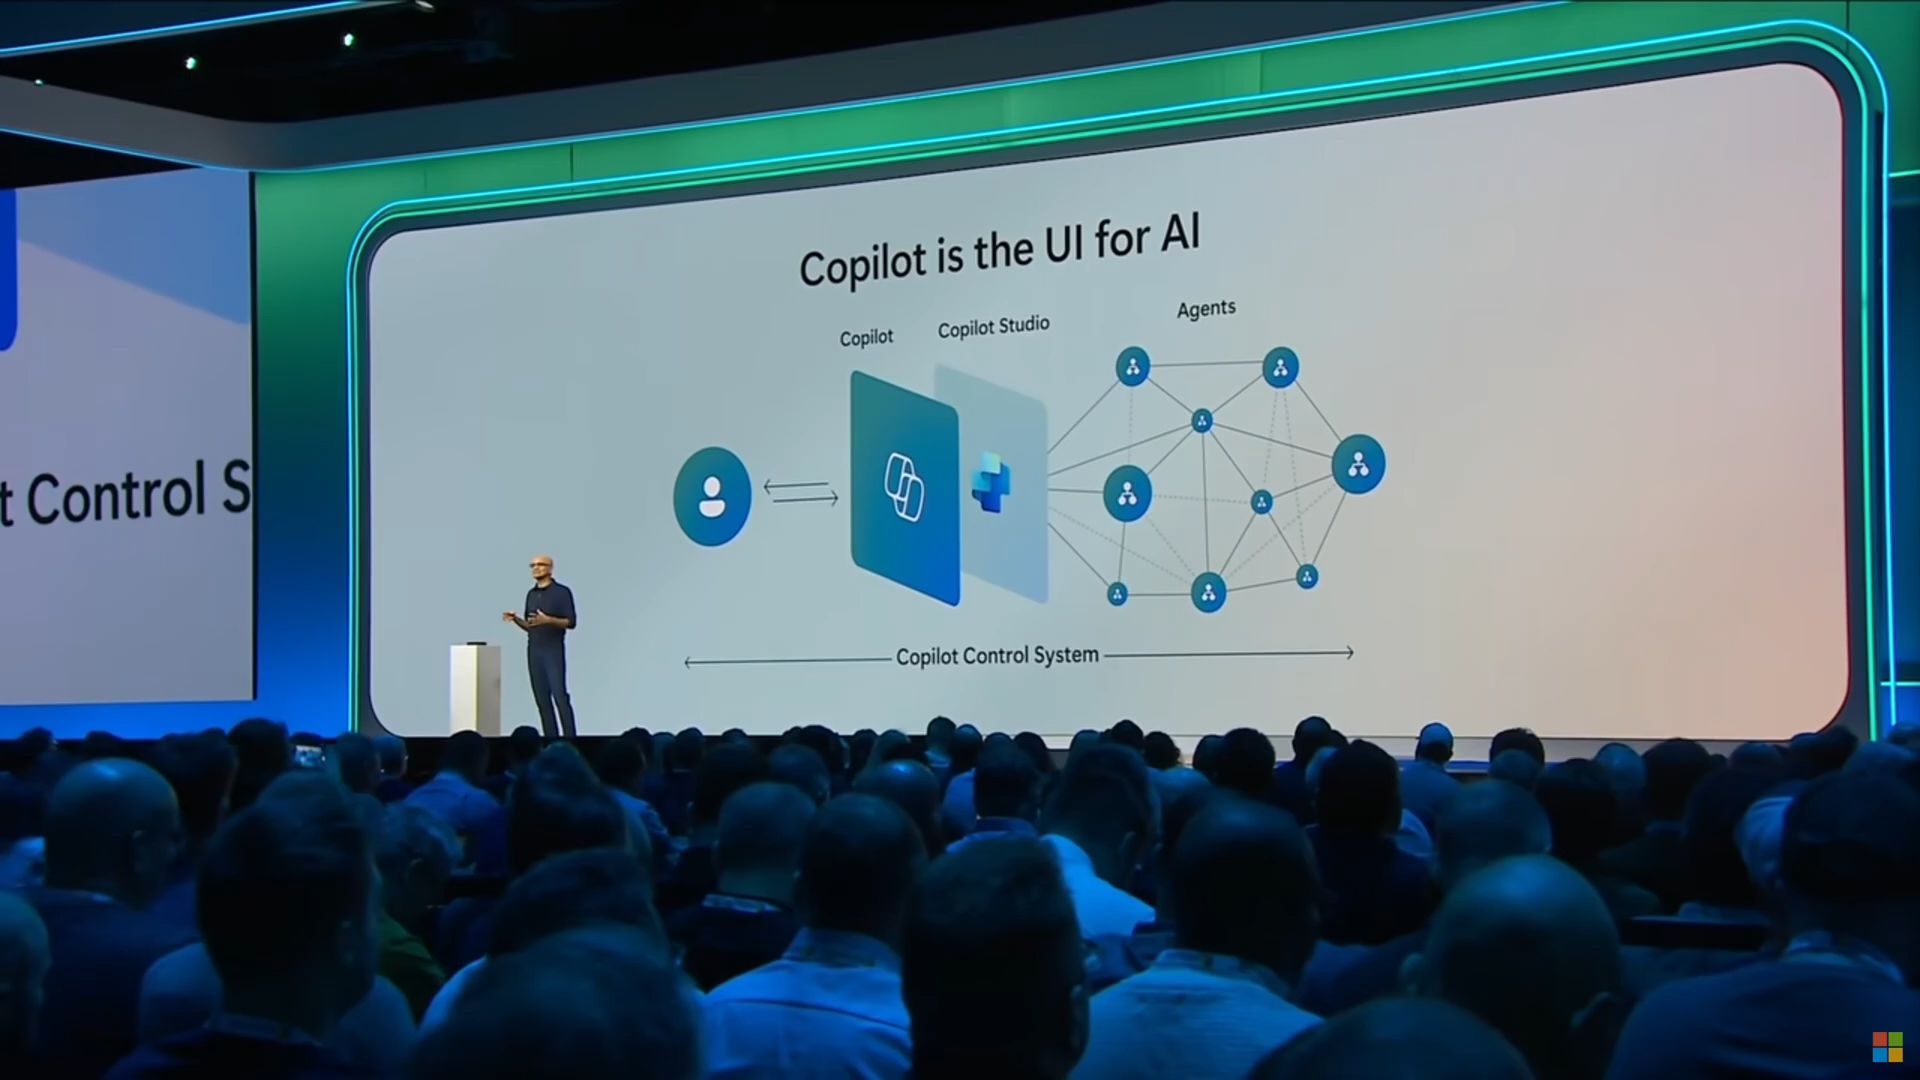 Copilot is the UI for AI
Copilot
Copilot Studio
Agents
t Control S
Copilot Control System